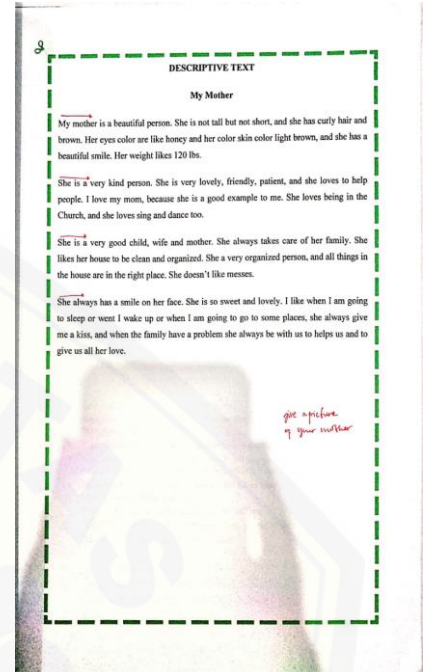 2
DESCRIPTIVE TEXT
My Mother
My mother is a beautiful person. She is not tall but not short, and she has curly hair and
brown. Her eyes color are like honey and her color skin color light brown, and she has a
beautiful smile. Her weight likes 120 lbs.
She is a very kind person. She is very lovely, friendly, patient, and she loves to help
people. I love my mom, because she is a good example to me. She loves being in the
Church, and she loves sing and dance too.
She is a very good child, wife and mother. She always takes care of her family. She
likes her house to be clean and organized. She a very organized person, and all things in
the house are in the right place. She doesn't like messes.
She always has a smile on her face. She is so sweet and lovely. I like when I am going
to sleep or went I wake up or when I am going to go to some places, she always give
me a kiss, and when the family have a problem she always be with us to helps us and to
give us all her love.
give a picture
of your mother